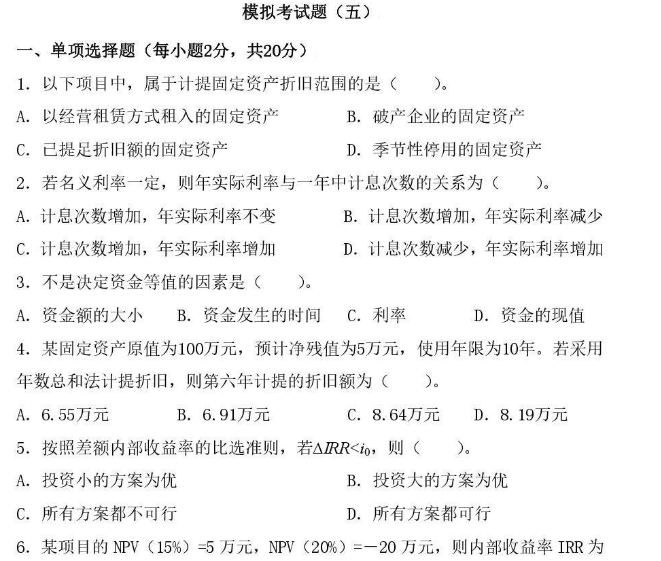 模拟考试题（五）
一、单项选择题（每小题2分，共20分）
1．以下项目中，属于计提固定资产折旧范围的是（　　）。
A．以经营租赁方式租入的固定资产　　B．破产企业的固定资产
C．已提足折旧额的固定资产　　D．季节性停用的固定资产
2．若名义利率一定，则年实际利率与一年中计息次数的关系为（　　）。
A．计息次数增加，年实际利率不变　　B．计息次数增加，年实际利率减少
C．计息次数增加，年实际利率增加　　D．计息次数减少，年实际利率增加
3．不是决定资金等值的因素是（　　）。
A．资金额的大小　　B．资金发生的时间　　C．利率　　D．资金的现值
4．某固定资产原值为100万元，预计净残值为5万元，使用年限为10年。若采用
年数总和法计提折旧，则第六年计提的折旧额为（　　）。
A．6.55万元　　B．6.91万元　　C．8.64万元　　D．8.19万元
5．按照差额内部收益率的比选准则，若ΔIRR<i₀，则（　　）。
A．投资小的方案为优　　B．投资大的方案为优
C．所有方案都不可行　　D．所有方案都可行
6．某项目的 NPV（15%）=5 万元，NPV（20%）=－20 万元，则内部收益率 IRR 为